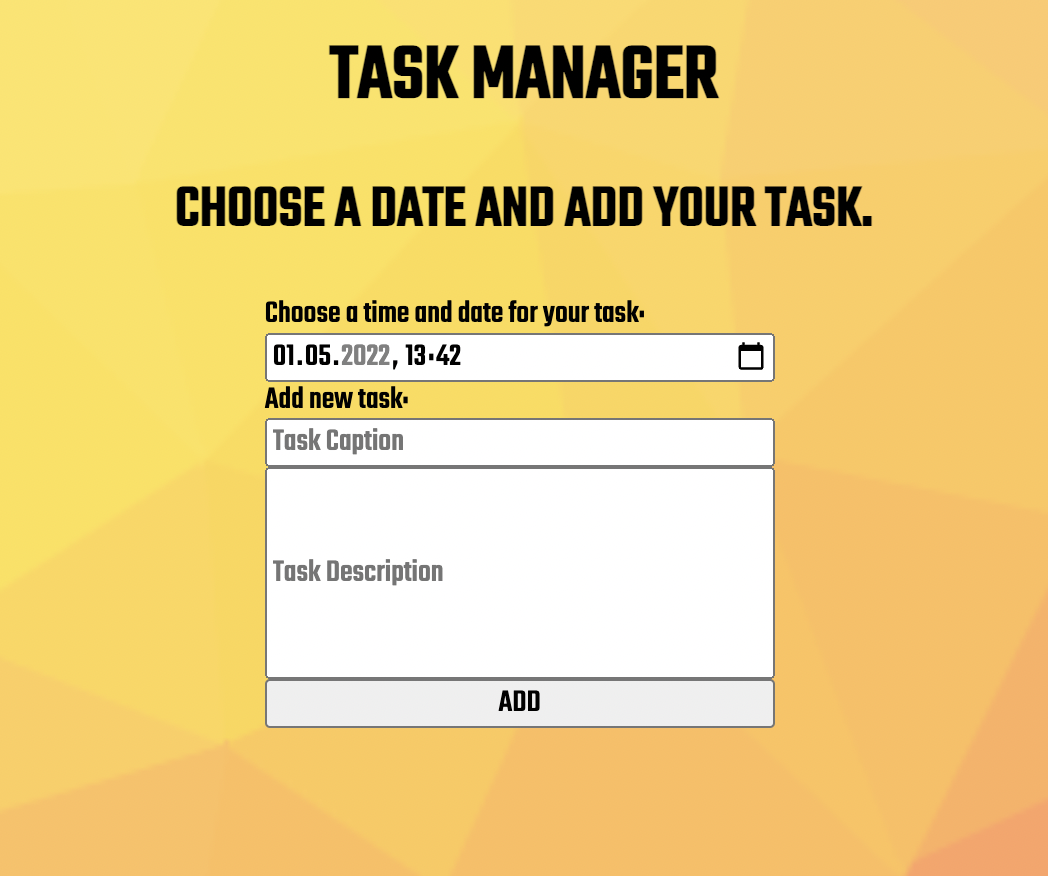 TASK MANAGER
CHOOSE A DATE AND ADD YOUR TASK.
Choose a time and date for your task:
01.05.2022, 13:42
Add new task:
Task Caption
Task Description
ADD